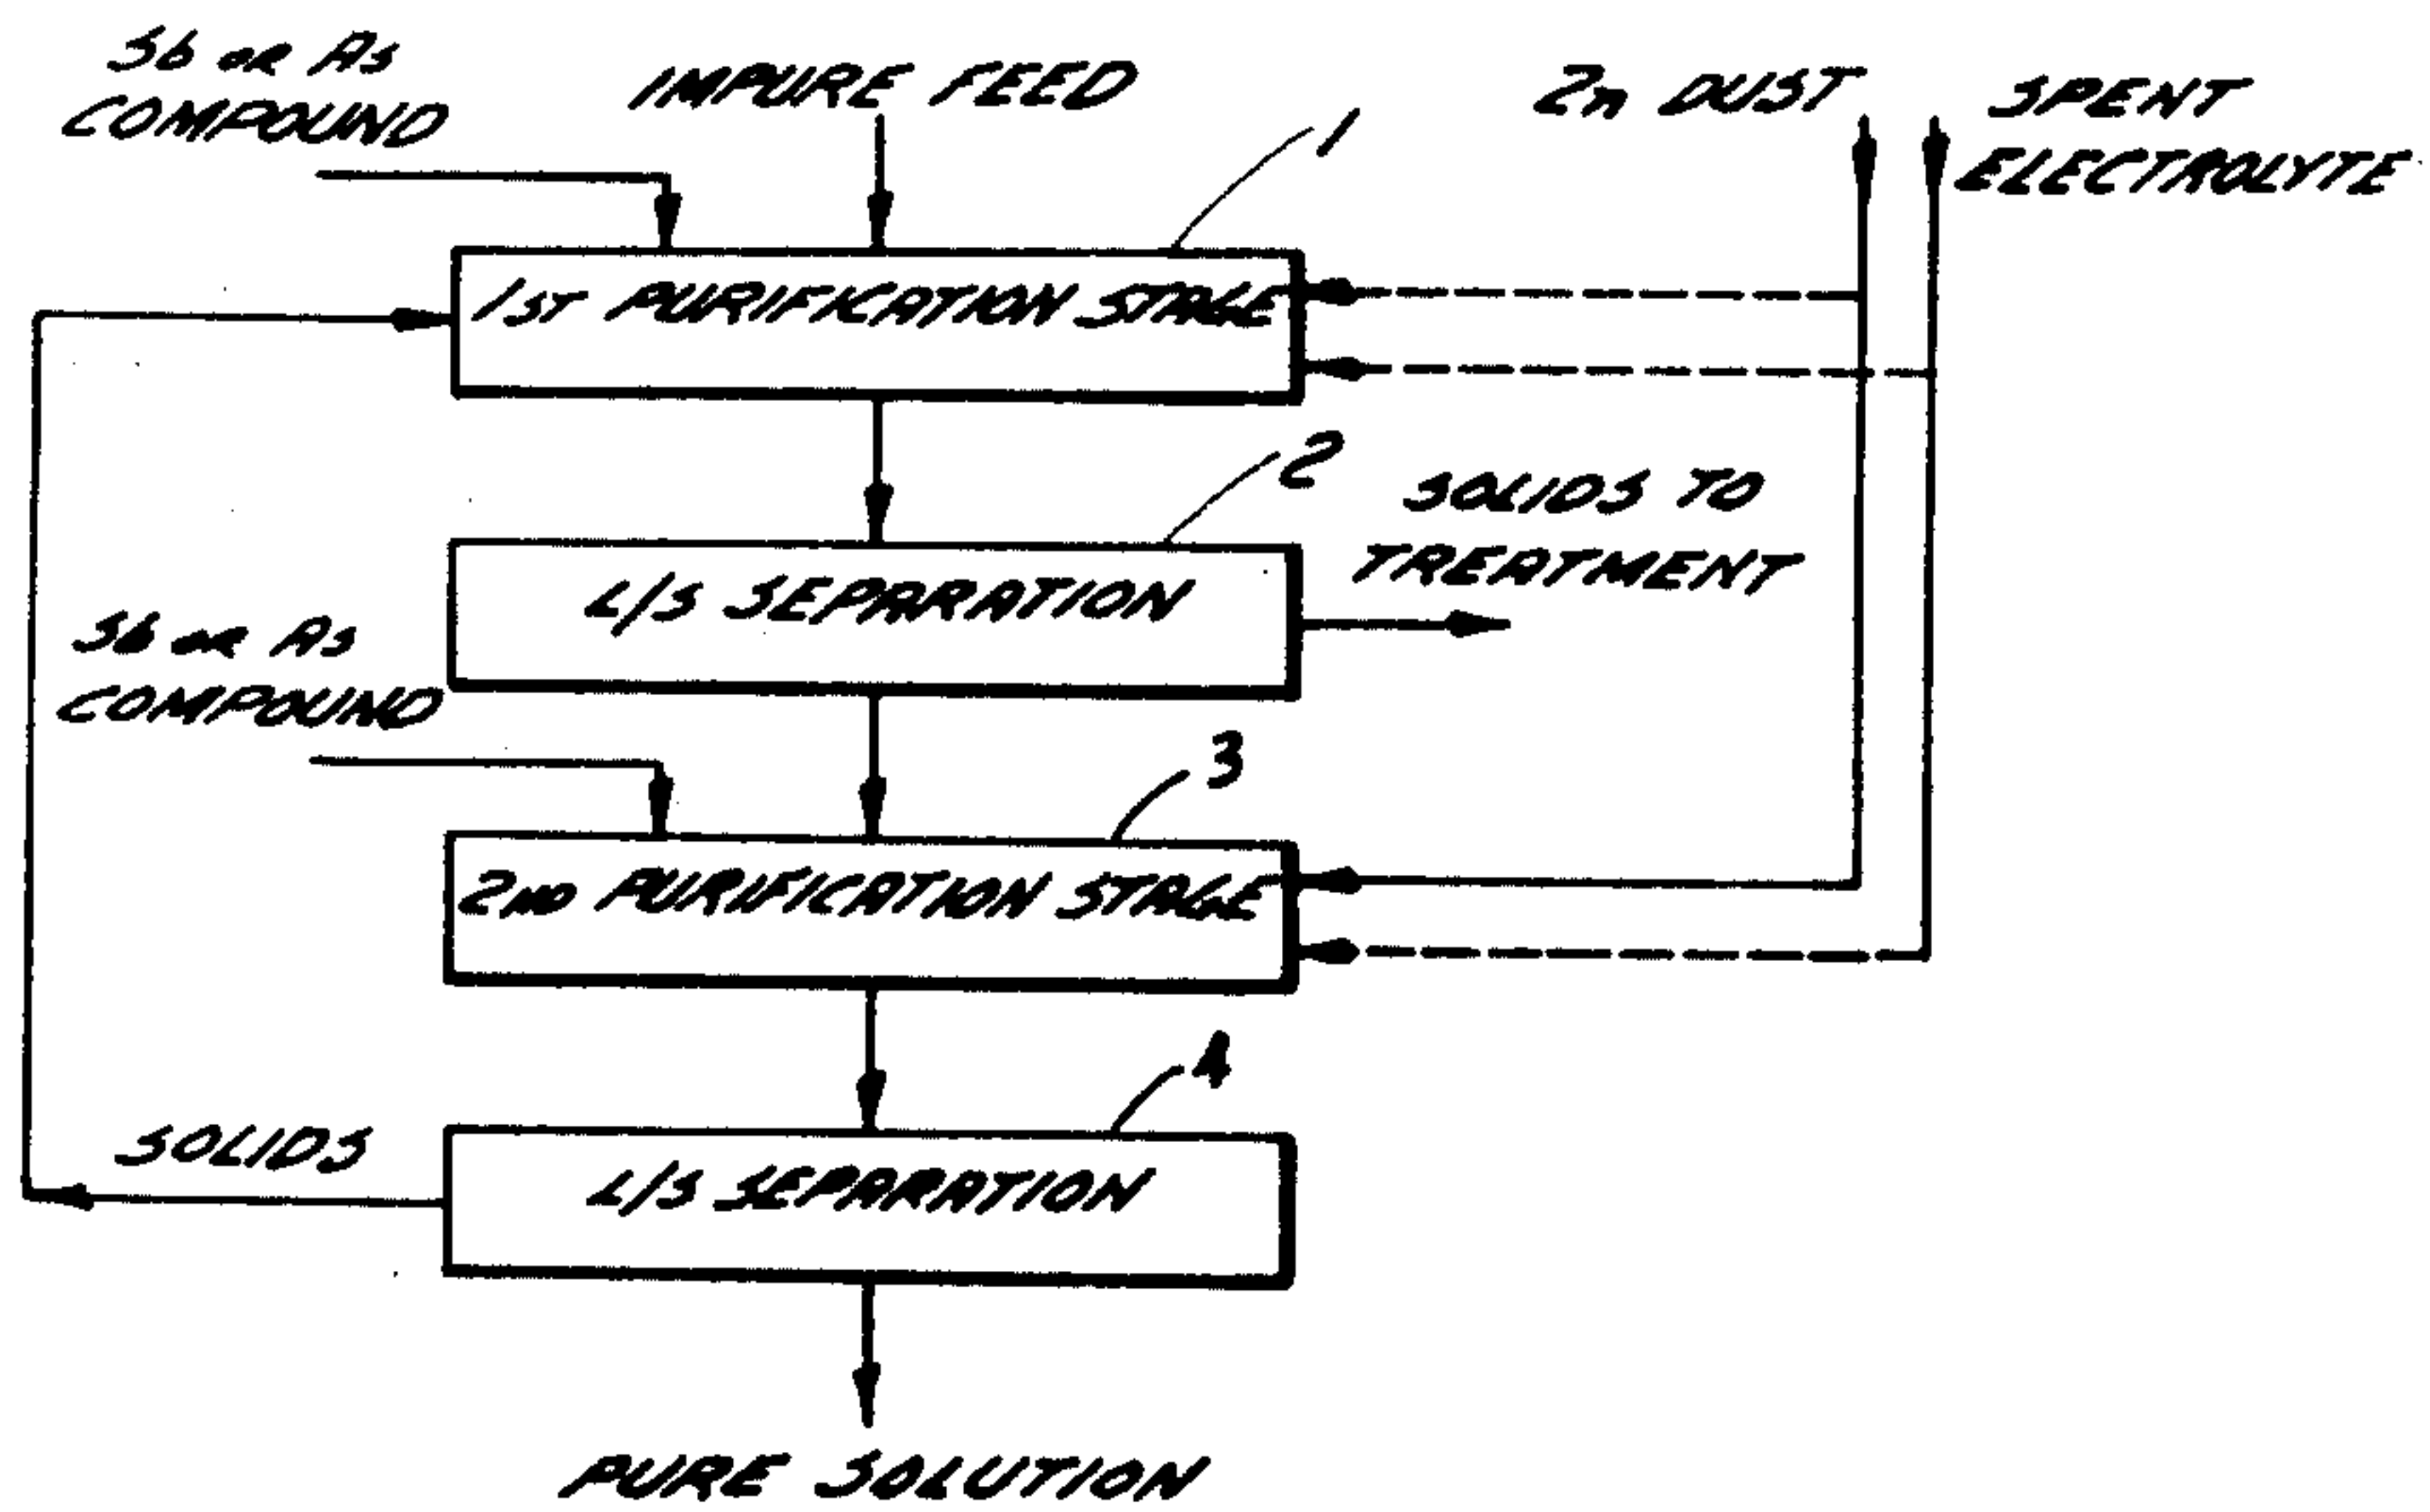 Sb or As
COMPOUND
IMPURE FEED
Zn DUST
SPENT
ELECTROLYTE
1
1ST PURIFICATION STAGE
2
SOLIDS TO
TREATMENT
L/S SEPARATION
Sb or As
COMPOUND
3
2ND PURIFICATION STAGE
4
SOLIDS
L/S SEPARATION
PURE SOLUTION